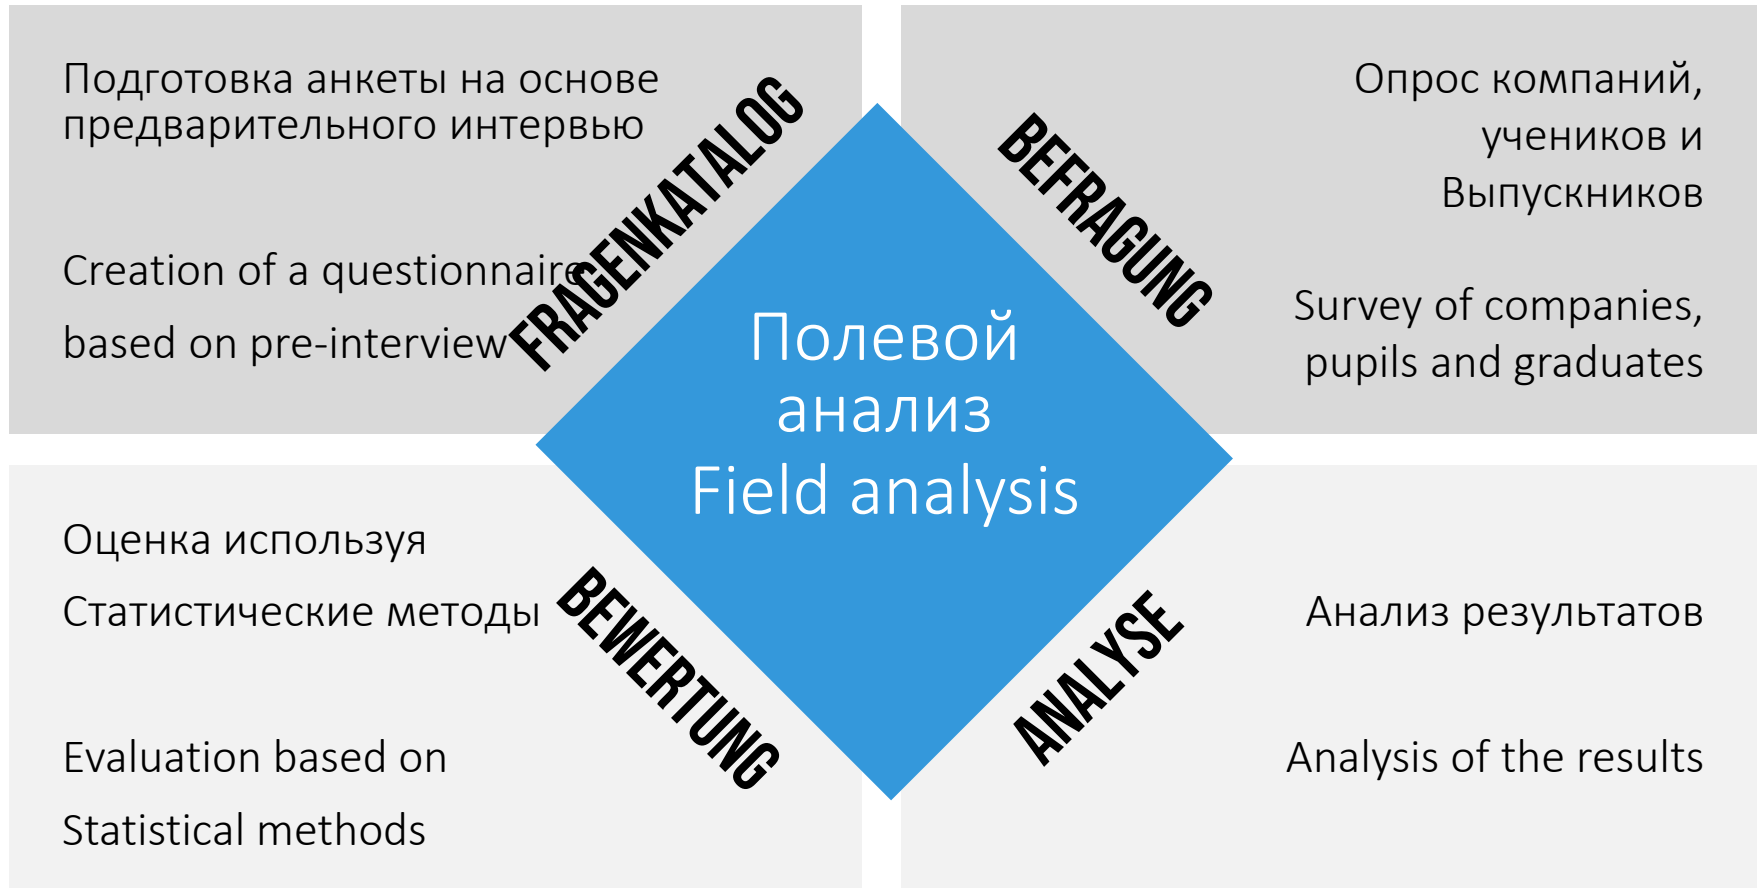 Подготовка анкеты на основе
предварительного интервью
Creation of a questionnaire
based on pre-interview
FRAGENKATALOG
BEFRAGUNG
Опрос компаний,
учеников и
Выпускников
Survey of companies,
pupils and graduates
Полевой
анализ
Field analysis
Оценка используя
Статистические методы
Evaluation based on
Statistical methods
BEWERTUNG
ANALYSE
Анализ результатов
Analysis of the results